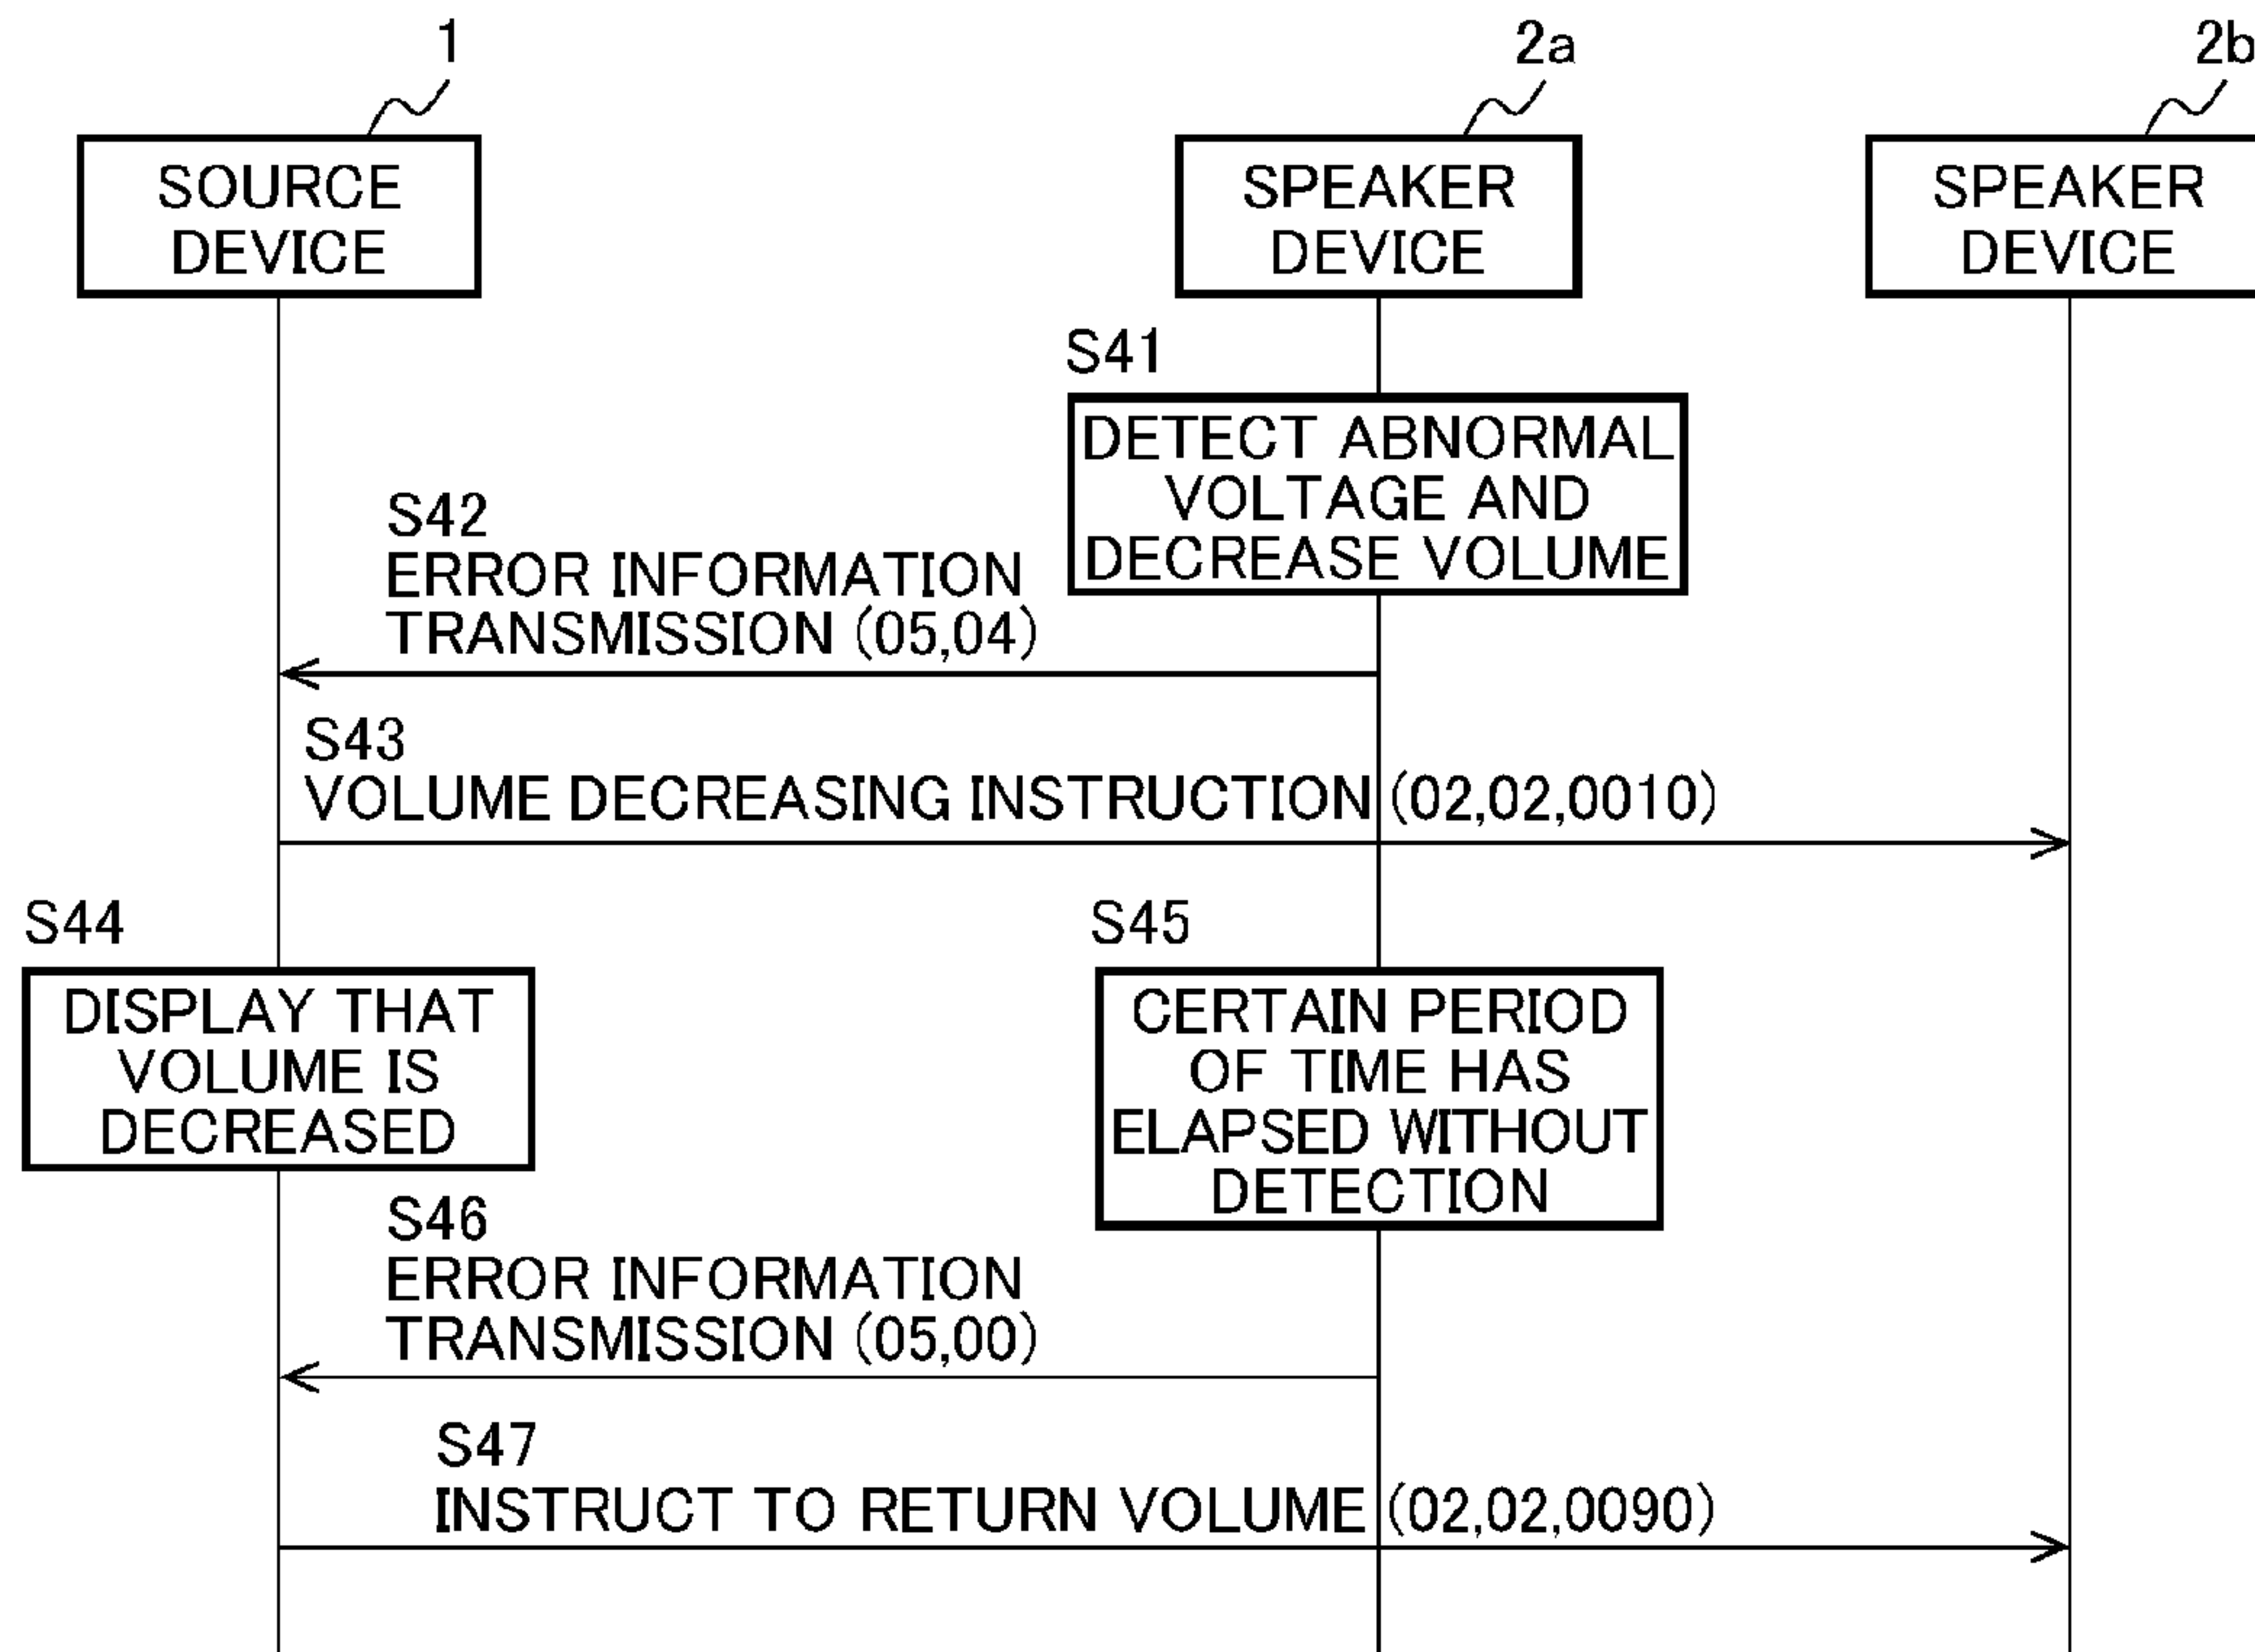 1
2a
2b
SOURCE
DEVICE
SPEAKER
DEVICE
SPEAKER
DEVICE
S41
DETECT ABNORMAL
VOLTAGE AND
DECREASE VOLUME
S42
ERROR INFORMATION
TRANSMISSION (05,04)
S43
VOLUME DECREASING INSTRUCTION (02,02,0010)
S44
DISPLAY THAT
VOLUME IS
DECREASED
S45
CERTAIN PERIOD
OF TIME HAS
ELAPSED WITHOUT
DETECTION
S46
ERROR INFORMATION
TRANSMISSION (05,00)
S47
INSTRUCT TO RETURN VOLUME (02,02,0090)